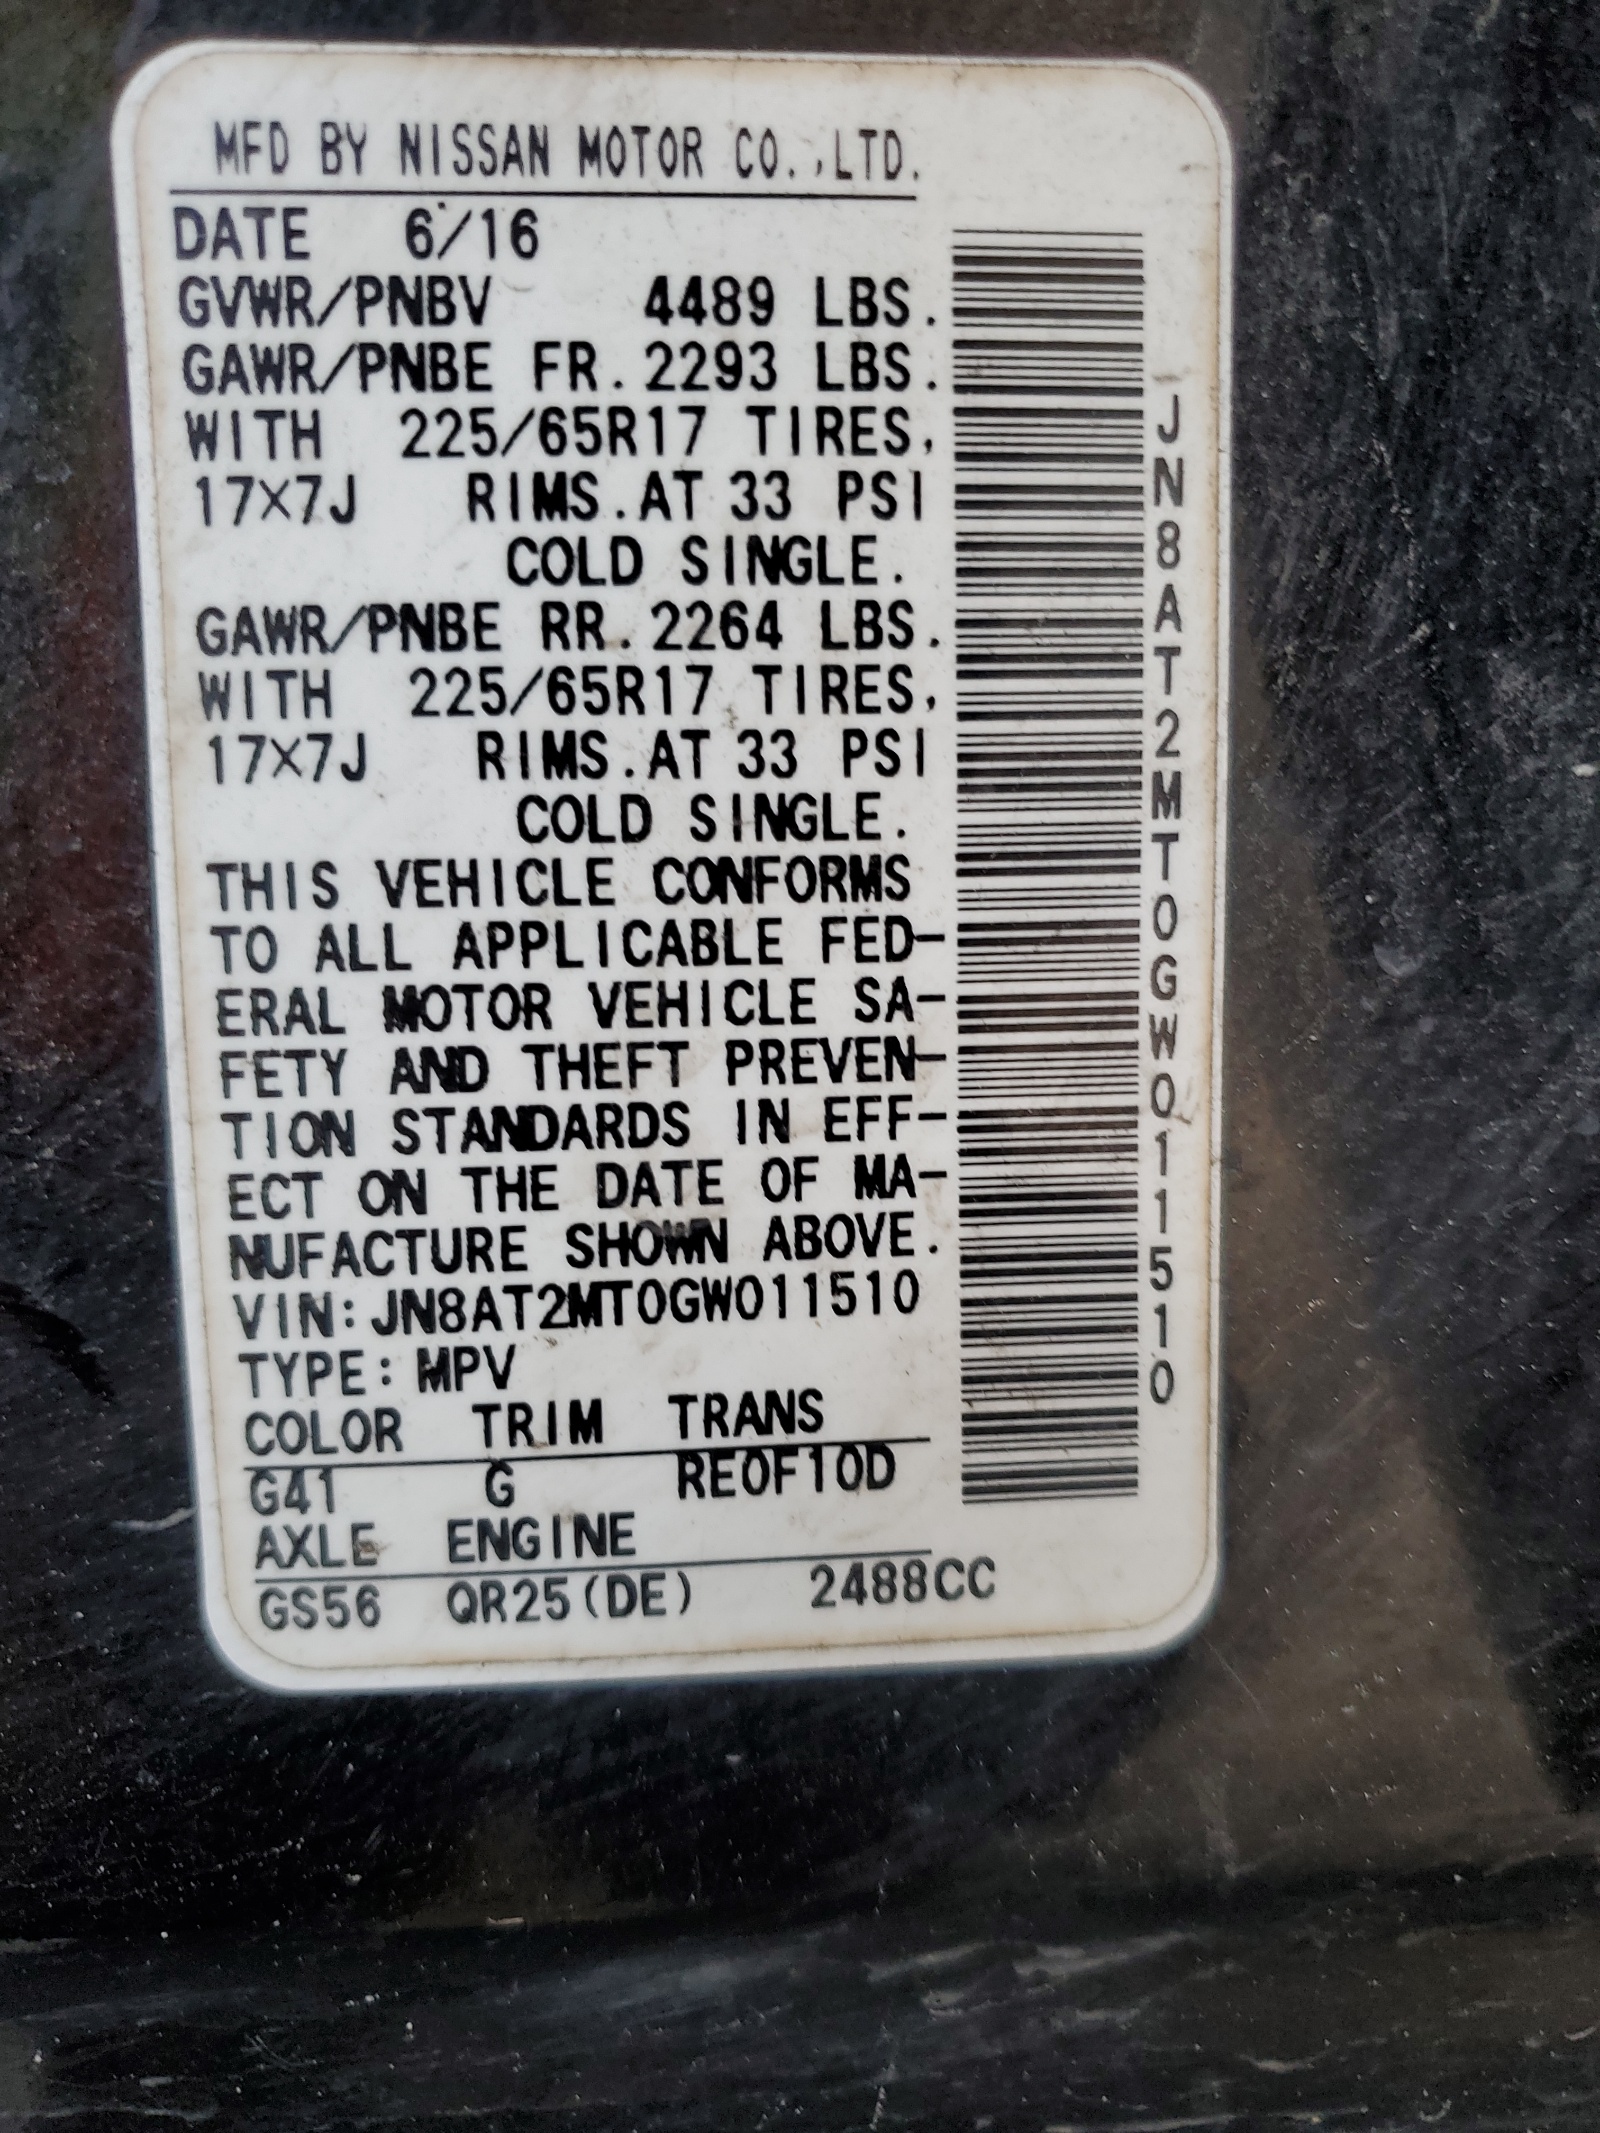 MFD BY NISSAN MOTOR CO.,LTD.
DATE 6/16
GVWR/PNBV 4489 LBS.
GAWR/PNBE FR.2293 LBS.
WITH 225/65R17 TIRES,
17X7J RIMS.AT 33 PSI
COLD SINGLE.
GAWR/PNBE RR.2264 LBS.
WITH 225/65R17 TIRES,
17X7J RIMS.AT 33 PSI
COLD SINGLE.
THIS VEHICLE CONFORMS
TO ALL APPLICABLE FED-
ERAL MOTOR VEHICLE SA-
FETY AND THEFT PREVEN-
TION STANDARDS IN EFF-
ECT ON THE DATE OF MA-
NUFACTURE SHOWN ABOVE.
VIN:JN8AT2MT0GW011510
TYPE:MPV
COLOR TRIM TRANS
G41 G RE0F10D
AXLE ENGINE
GS56 QR25(DE) 2488CC
JN8AT2MT0GW011510